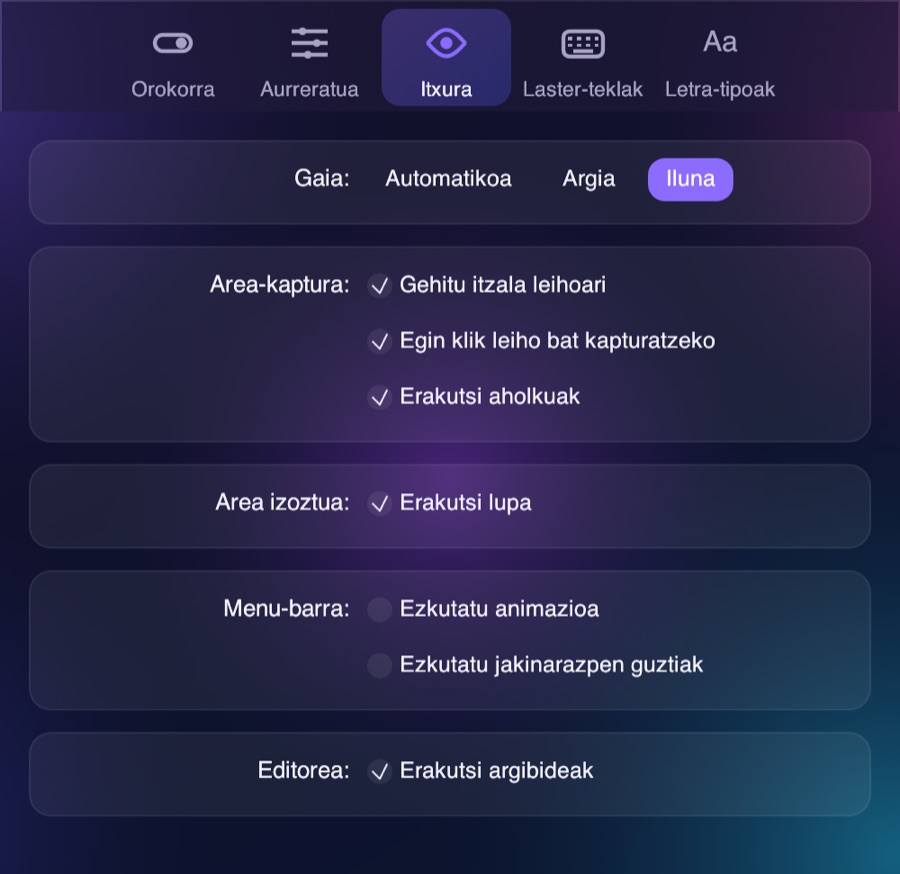 Aa
Orokorra Aurreratua Itxura Laster-teklak Letra-tipoak
Gaia: Automatikoa Argia Iluna
Area-kaptura: Gehitu itzala leihoari
Egin klik leiho bat kapturatzeko
Erakutsi aholkuak
Area izoztua: Erakutsi lupa
Menu-barra: Ezkutatu animazioa
Ezkutatu jakinarazpen guztiak
Editorea: Erakutsi argibideak